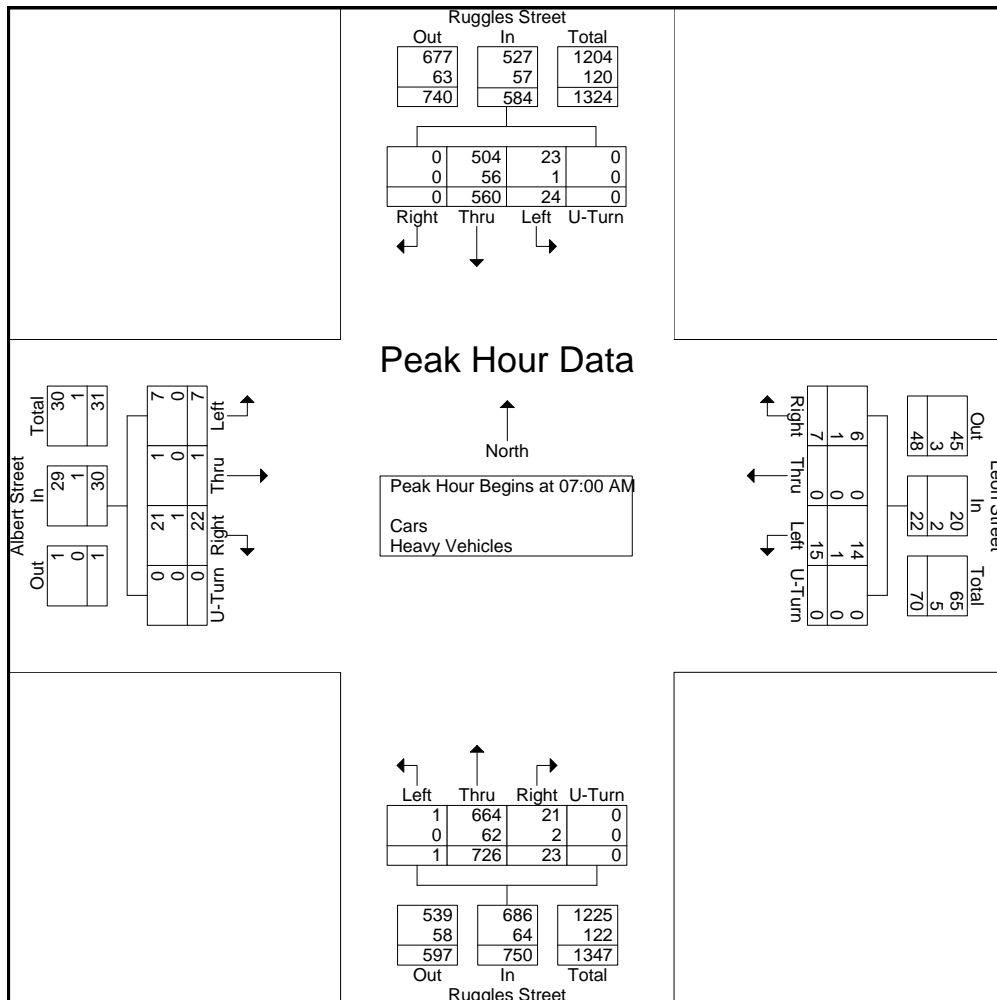 Ruggles Street
Out In Total
677 527 1204
63 57 120
740 584 1324
0 504 23 0
0 56 1 0
0 560 24 0
Right Thru Left U-Turn
Peak Hour Data
North
Peak Hour Begins at 07:00 AM
Cars
Heavy Vehicles
Albert Street
Out In Total
1 29 30
0 1 1
1 30 31
U-Turn Right Thru Left
0 21 1 7
0 1 0 0
0 22 1 7
Leon Street
Out In Total
45 20 65
3 2 5
48 22 70
6 0 14 0
1 0 1 0
7 0 15 0
Right Thru Left U-Turn
Left Thru Right U-Turn
1 664 21 0
0 62 2 0
1 726 23 0
539 686 1225
58 64 122
597 750 1347
Out In Total
Ruggles Street